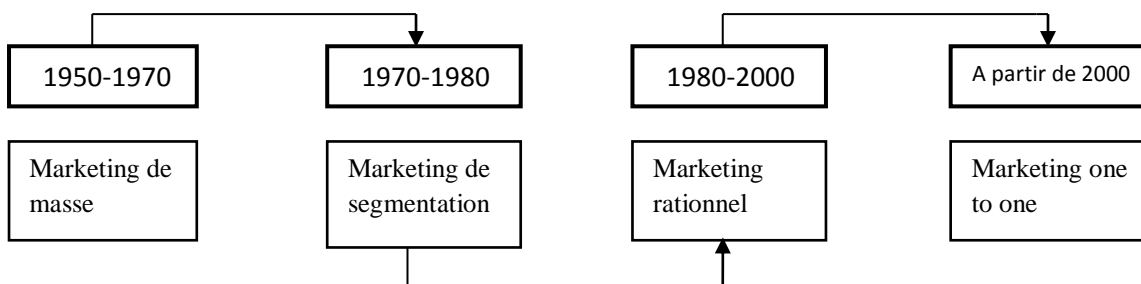 1950-1970
1970-1980
1980-2000
A partir de 2000
Marketing de
masse
Marketing de
segmentation
Marketing
rationnel
Marketing one
to one